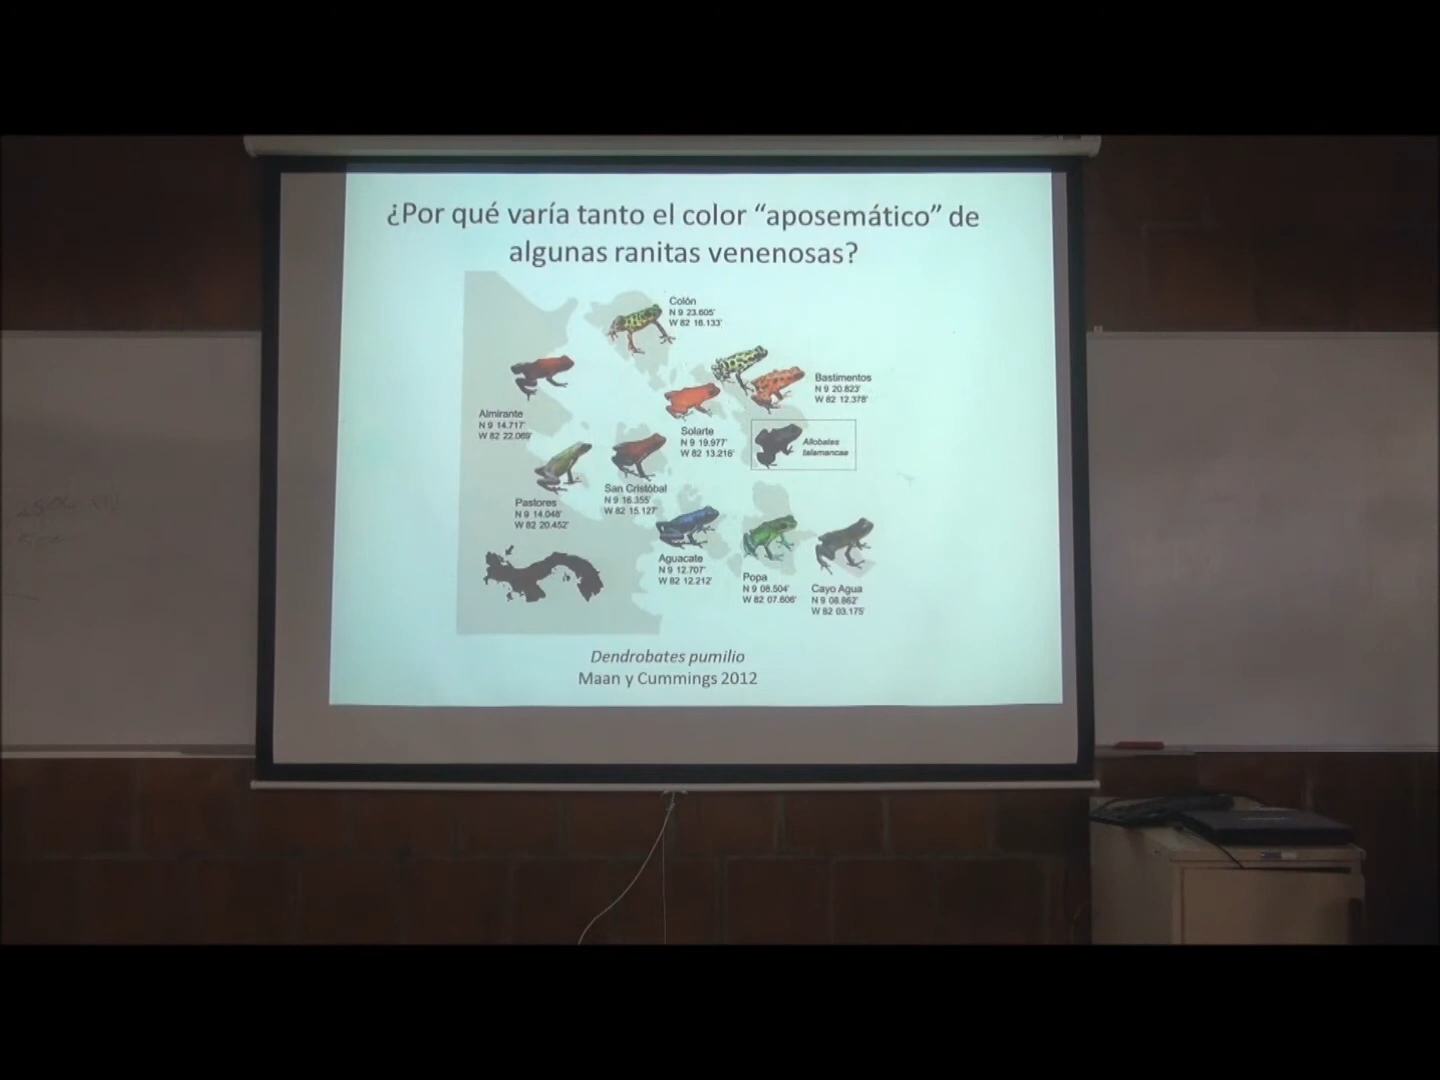 ¿Por qué varía tanto el color “aposemático” de
algunas ranitas venenosas?
Colón
N 9 23.605'
W 82 16.133'
Bastimentos
N 9 20.823'
W 82 12.378'
Almirante
N 9 14.717'
W 82 22.069'
Solarte
N 9 19.977'
W 82 13.216'
Allobates
talamancae
Pastores
N 9 14.048'
W 82 20.452'
San Cristóbal
N 9 16.355'
W 82 15.127'
Aguacate
N 9 12.707'
W 82 12.212'
Popa
N 9 08.504'
W 82 07.606'
Cayo Agua
N 9 08.862'
W 82 03.175'
Dendrobates pumilio
Maan y Cummings 2012